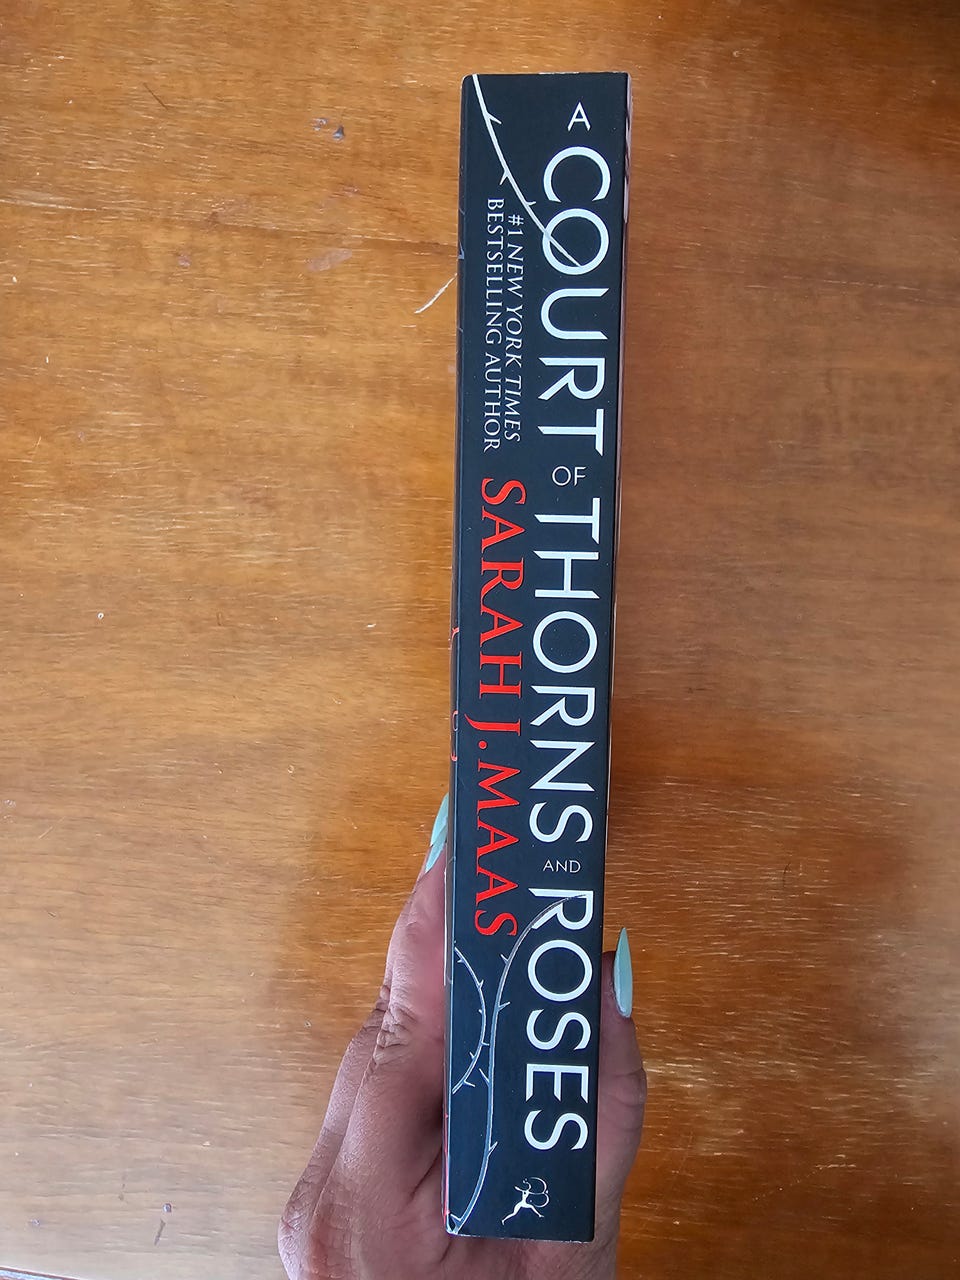 A COURT OF THORNS AND ROSES
#1 NEW YORK TIMES
BESTSELLING AUTHOR
SARAH J. MAAS